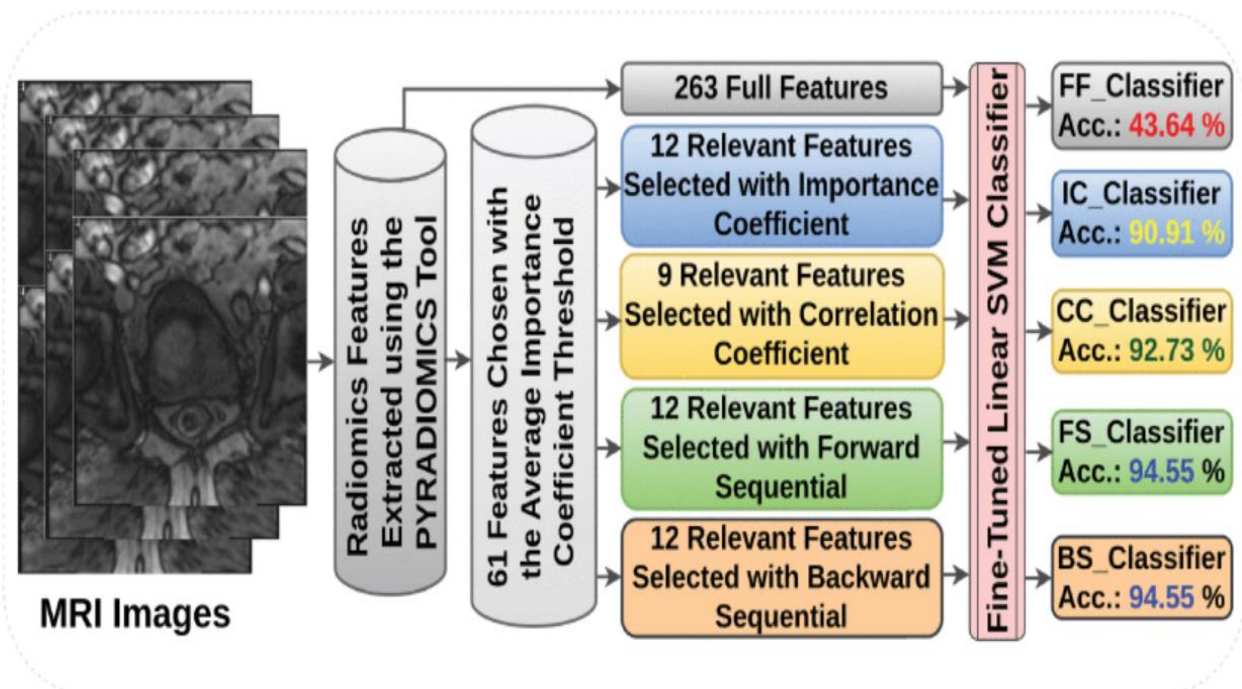 MRI Images
Radiomics Features
Extracted using the
PYRADIOMICS Tool
61 Features Chosen with
the Average Importance
Coefficient Threshold
263 Full Features
12 Relevant Features
Selected with Importance
Coefficient
9 Relevant Features
Selected with Correlation
Coefficient
12 Relevant Features
Selected with Forward
Sequential
12 Relevant Features
Selected with Backward
Sequential
Fine-Tuned Linear SVM Classifier
FF_Classifier
Acc.: 43.64 %
IC_Classifier
Acc.: 90.91 %
CC_Classifier
Acc.: 92.73 %
FS_Classifier
Acc.: 94.55 %
BS_Classifier
Acc.: 94.55 %